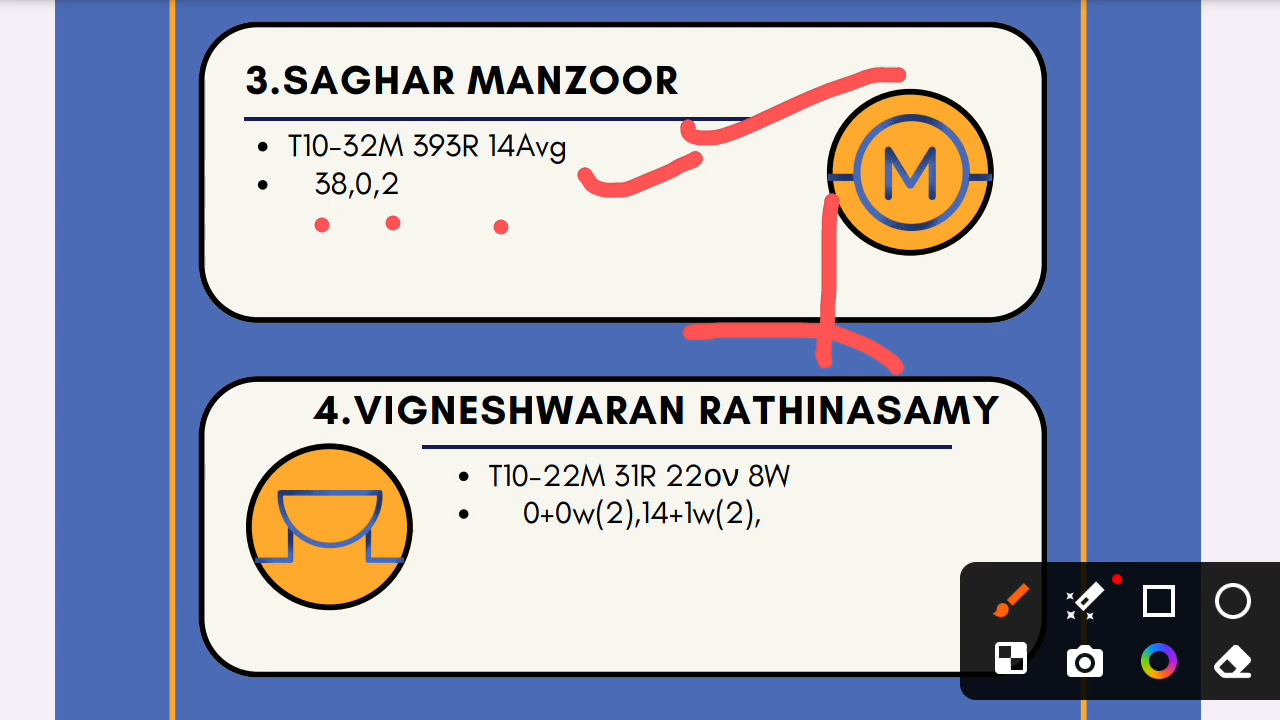 3.SAGHAR MANZOOR
T10-32M 393R 14Avg
38,0,2
M
4.VIGNESHWARAN RATHINASAMY
T10-22M 31R 22ov 8W
0+0w(2),14+1w(2),